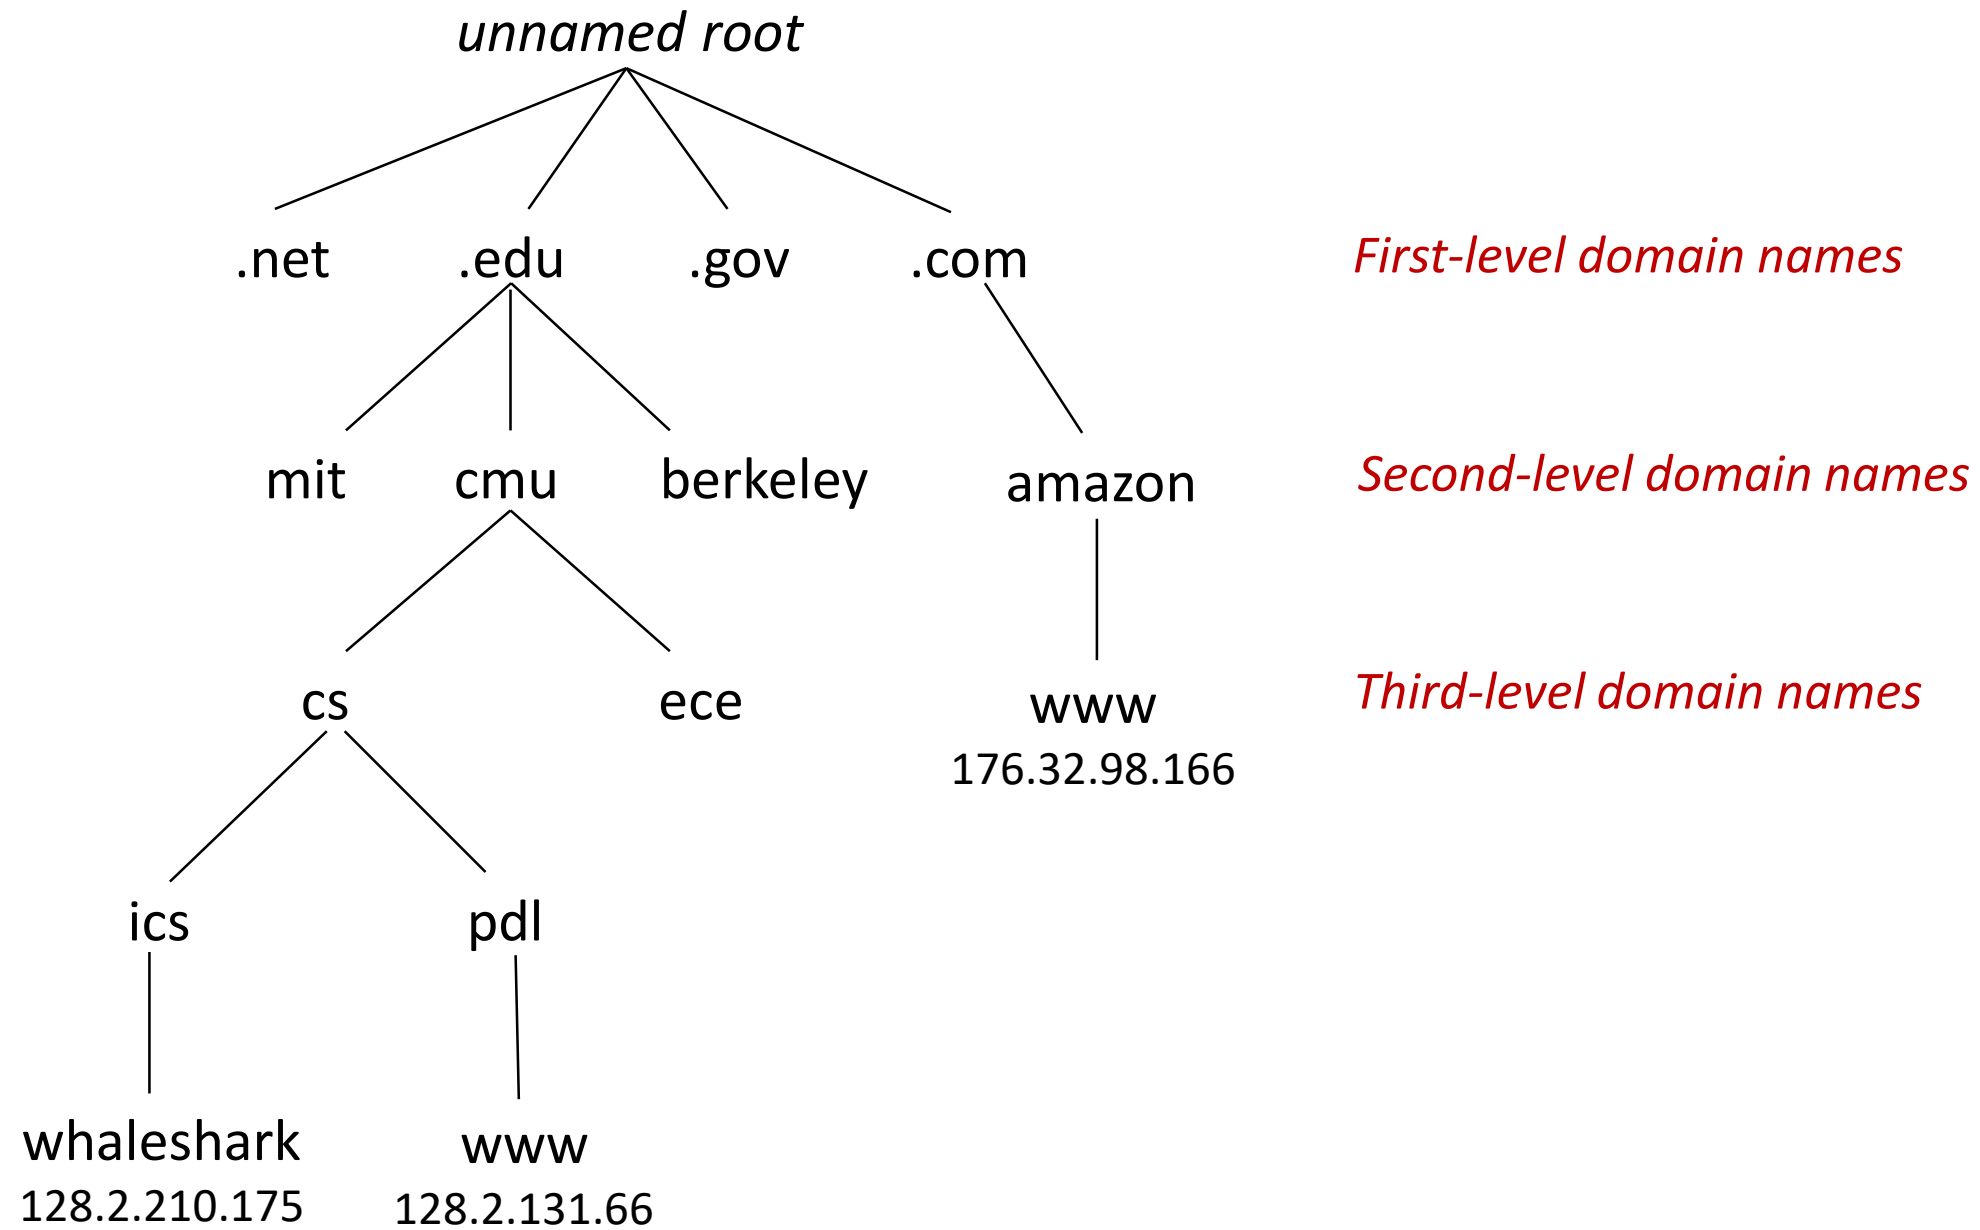 unnamed root
.net .edu .gov .com First-level domain names
mit cmu berkeley amazon Second-level domain names
cs ece www Third-level domain names
176.32.98.166
ics pdl
whaleshark www
128.2.210.175 128.2.131.66